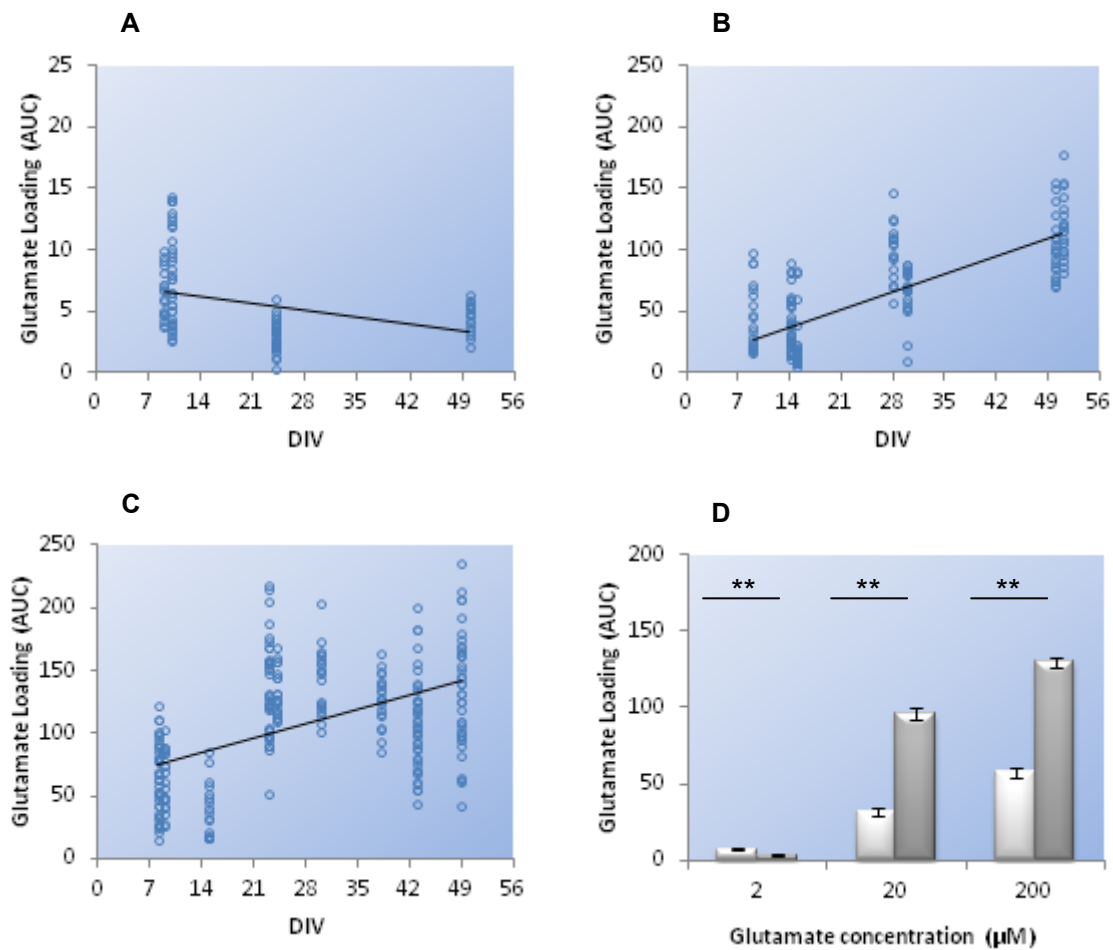 A
25
20
15
10
5
0
Glutamate Loading (AUC)
0 7 14 21 28 35 42 49 56
DIV
B
250
200
150
100
50
0
Glutamate Loading (AUC)
0 7 14 21 28 35 42 49 56
DIV
C
250
200
150
100
50
0
Glutamate Loading (AUC)
0 7 14 21 28 35 42 49 56
DIV
D
200
150
100
50
0
Glutamate Loading (AUC)
** ** **
2 20 200
Glutamate concentration (µM)